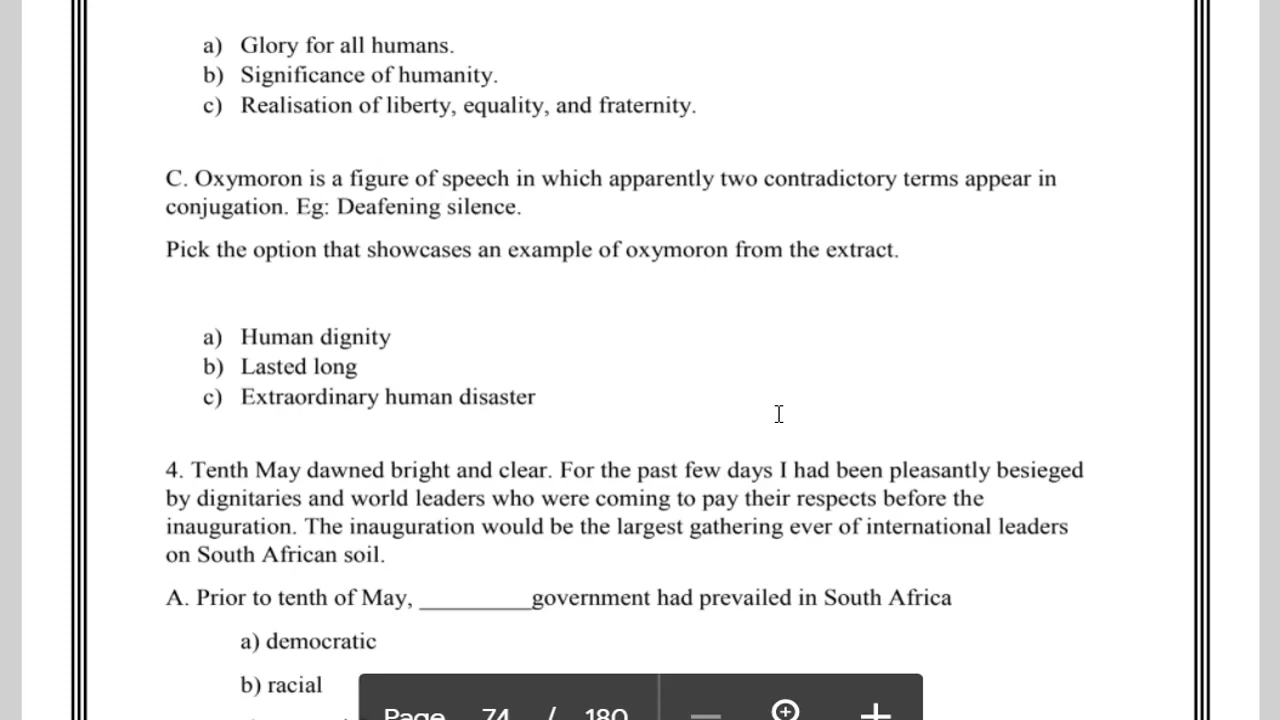 a) Glory for all humans.
b) Significance of humanity.
c) Realisation of liberty, equality, and fraternity.
C. Oxymoron is a figure of speech in which apparently two contradictory terms appear in
conjugation. Eg: Deafening silence.
Pick the option that showcases an example of oxymoron from the extract.
a) Human dignity
b) Lasted long
c) Extraordinary human disaster
4. Tenth May dawned bright and clear. For the past few days I had been pleasantly besieged
by dignitaries and world leaders who were coming to pay their respects before the
inauguration. The inauguration would be the largest gathering ever of international leaders
on South African soil.
A. Prior to tenth of May, _________government had prevailed in South Africa
a) democratic
b) racial
Page 74 / 180